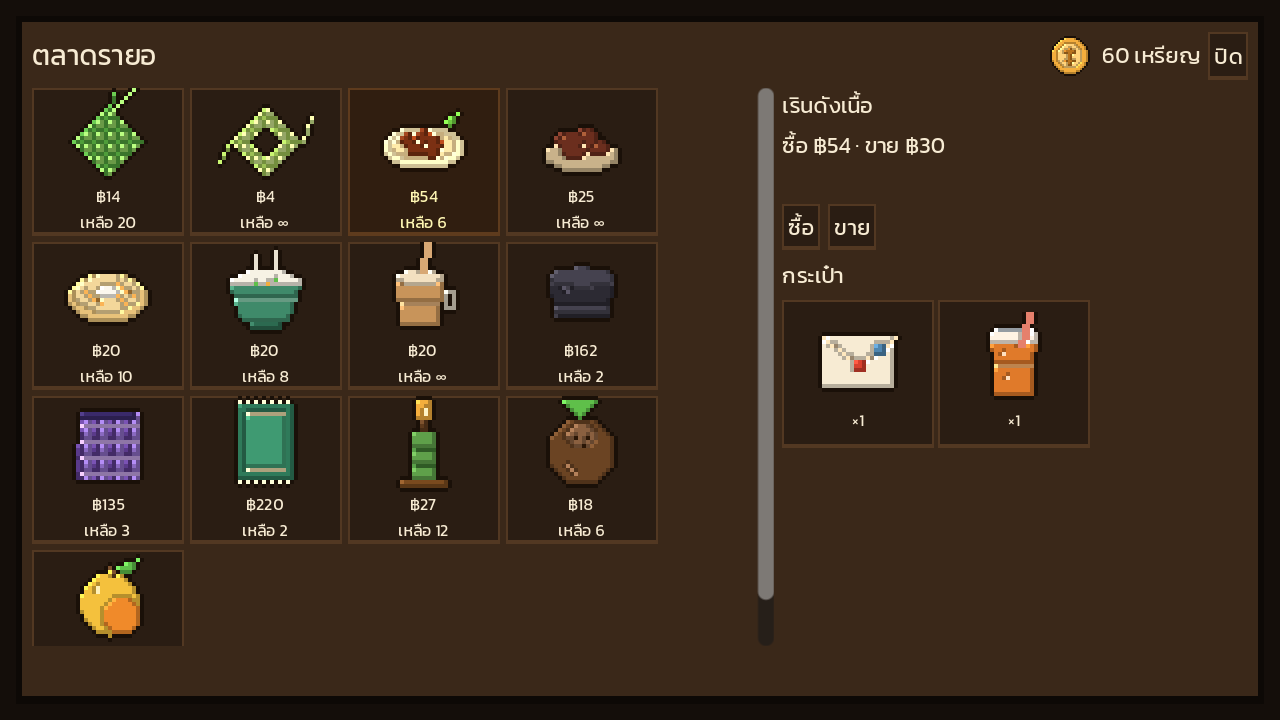 ตลาดรายอ
60 เหรียญ
ปิด
฿14
เหลือ 20
฿4
เหลือ ∞
฿54
เหลือ 6
฿25
เหลือ ∞
฿20
เหลือ 10
฿20
เหลือ 8
฿20
เหลือ ∞
฿162
เหลือ 2
฿135
เหลือ 3
฿220
เหลือ 2
฿27
เหลือ 12
฿18
เหลือ 6
เรินดังเนื้อ
ซื้อ ฿54 · ขาย ฿30
ซื้อ
ขาย
กระเป๋า
×1
×1